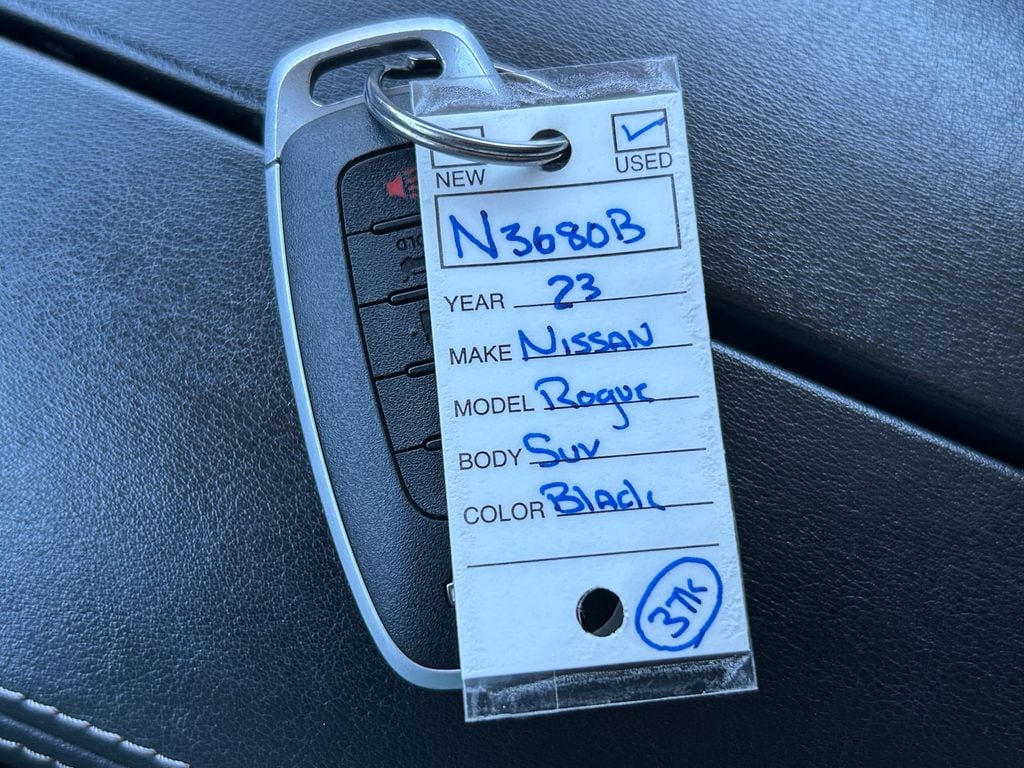 NEW USED
N3680B
YEAR 23
MAKE NISSAN
MODEL Rogue
BODY Suv
COLOR Black
37K